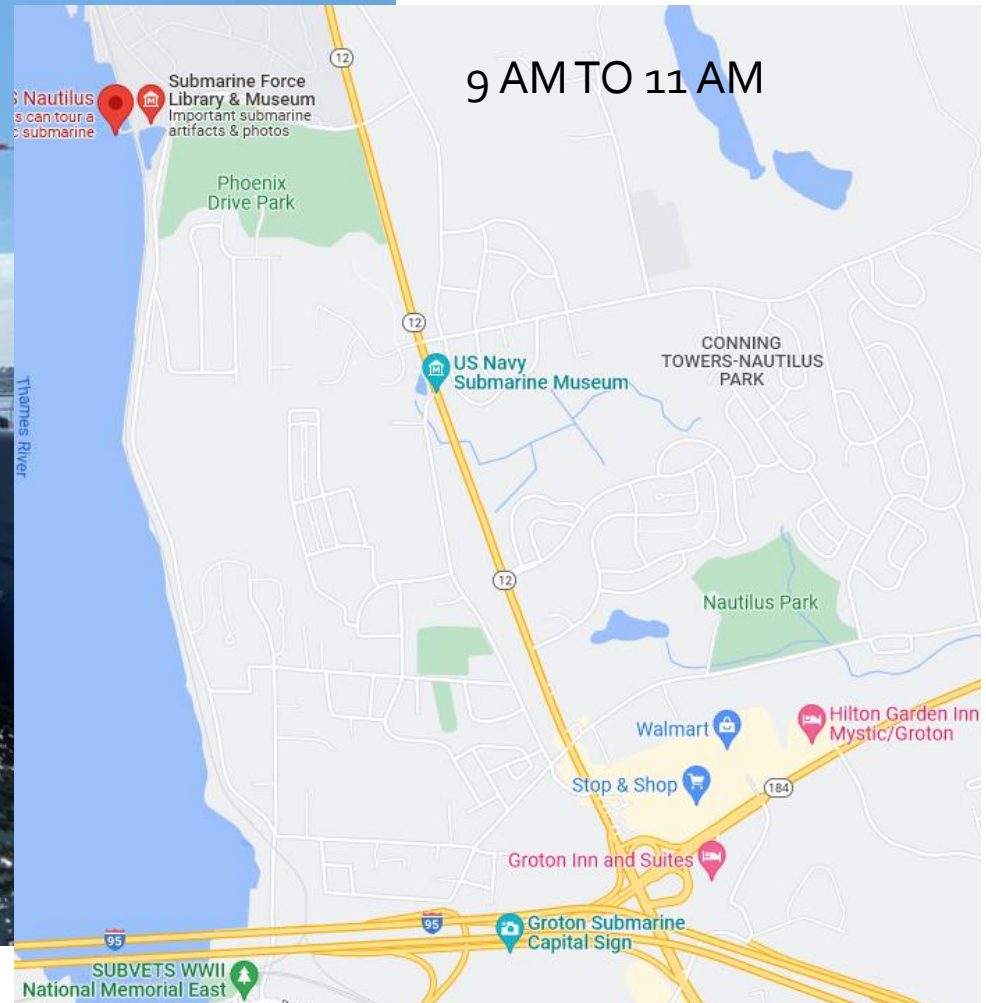 9 AM TO 11 AM
12
S Nautilus
s can tour a
c submarine
Submarine Force
Library & Museum
Important submarine
artifacts & photos
Phoenix
Drive Park
12
US Navy
Submarine Museum
CONNING
TOWERS-NAUTILUS
PARK
Thames River
12
Nautilus Park
Walmart
Hilton Garden Inn
Mystic/Groton
Stop & Shop
184
Groton Inn and Suites
95
95
Groton Submarine
Capital Sign
SUBVETS WWII
National Memorial East